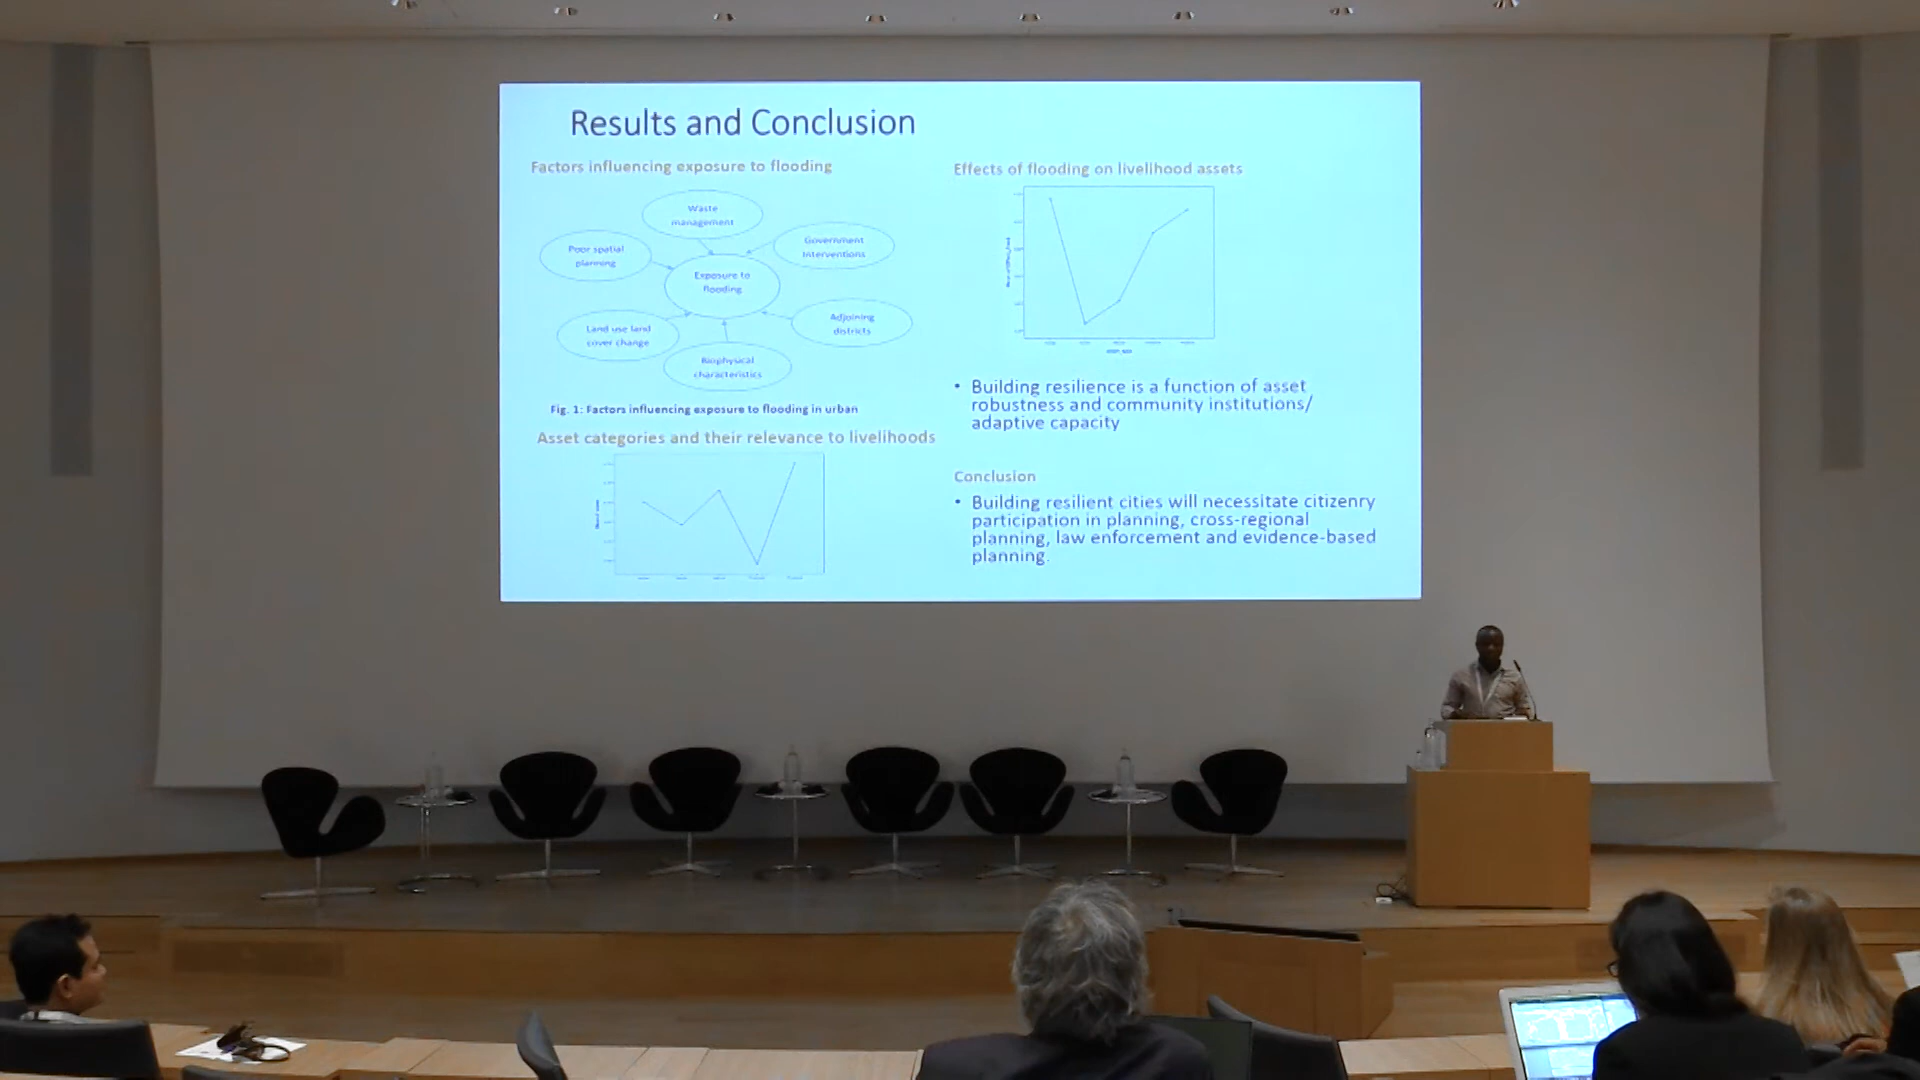 Results and Conclusion
Factors influencing exposure to flooding
Waste
management
Government
Interventions
Poor spatial
planning
Exposure to
flooding
Adjoining
districts
Land use land
cover change
Biophysical
characteristics
Fig. 1: Factors influencing exposure to flooding in urban
Asset categories and their relevance to livelihoods
Effects of flooding on livelihood assets
• Building resilience is a function of asset
robustness and community institutions/
adaptive capacity
Conclusion
• Building resilient cities will necessitate citizenry
participation in planning, cross-regional
planning, law enforcement and evidence-based
planning.